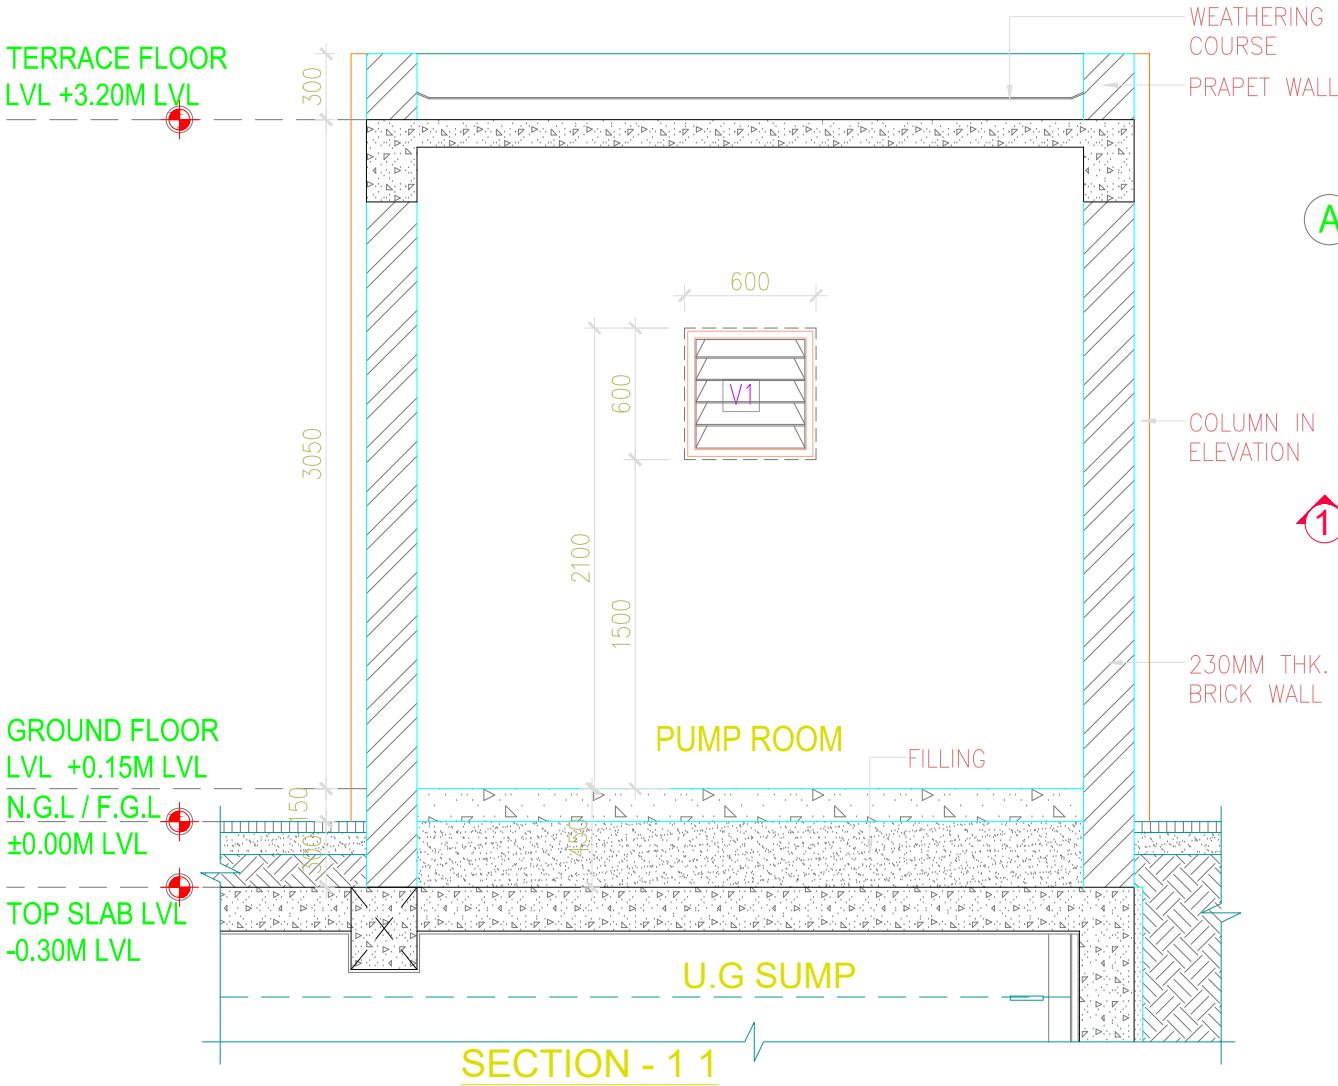 WEATHERING
COURSE
PRAPET WALL
TERRACE FLOOR
LVL +3.20M LVL
300
A
600
600
V1
3050
COLUMN IN
ELEVATION
1
2100
1500
230MM THK.
BRICK WALL
GROUND FLOOR
LVL +0.15M LVL
PUMP ROOM
FILLING
N.G.L / F.G.L
±0.00M LVL
150
300
450
TOP SLAB LVL
-0.30M LVL
U.G SUMP
SECTION - 1 1